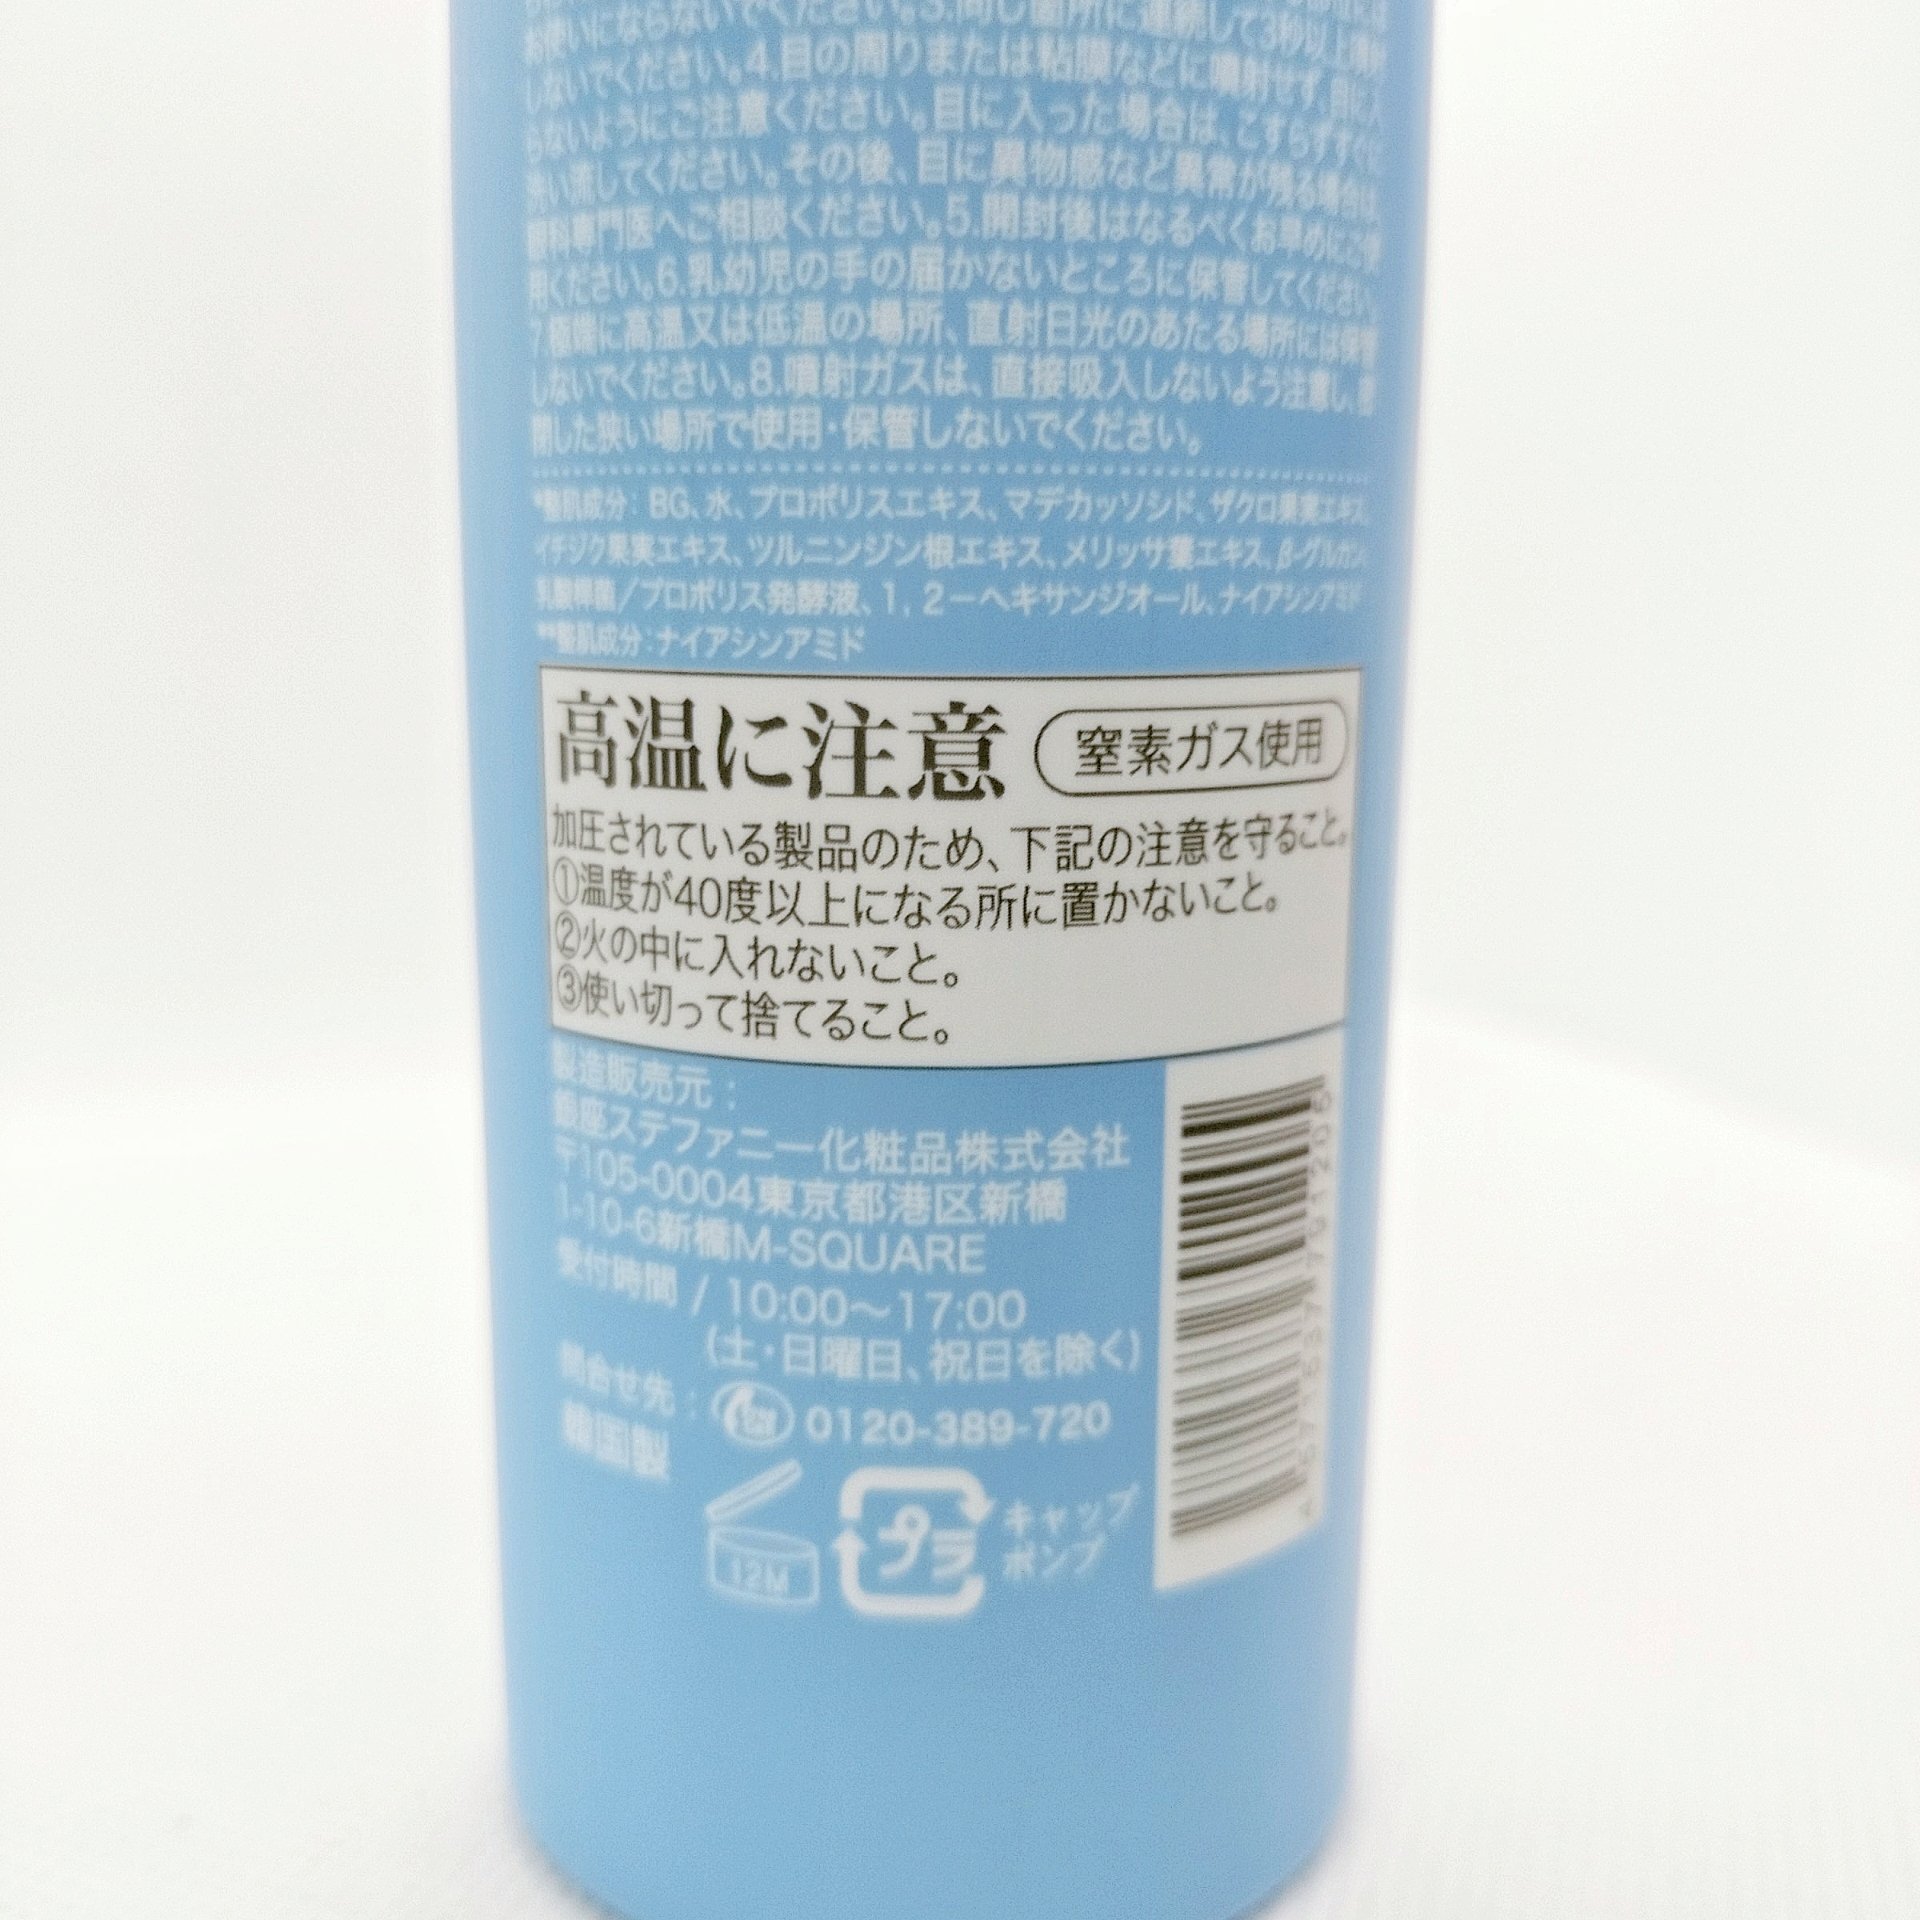 お使いにならないでください。3.同じ箇所に連続して3秒以上噴射
しないでください。4.目の周りまたは粘膜などに噴射せず、目に入
らないようにご注意ください。目に入った場合は、こすらずすぐに
洗い流してください。その後、目に異物感など異常が残る場合は、
眼科専門医へご相談ください。5.開封後はなるべくお早めにご使
用ください。6.乳幼児の手の届かないところに保管してください。
7.極端に高温又は低温の場所、直射日光のあたる場所には保管
しないでください。8.噴射ガスは、直接吸入しないよう注意し、密
閉した狭い場所で使用・保管しないでください。
*整肌成分：BG、水、プロポリスエキス、マデカッソシド、ザクロ果実エキス、
イチジク果実エキス、ツルニンジン根エキス、メリッサ葉エキス、β-グルカン、
乳酸桿菌/プロポリス発酵液、1,2－ヘキサンジオール、ナイアシンアミド
**整肌成分：ナイアシンアミド
高温に注意 窒素ガス使用
加圧されている製品のため、下記の注意を守ること。
①温度が40度以上になる所に置かないこと。
②火の中に入れないこと。
③使い切って捨てること。
製造販売元：
銀座ステファニー化粧品株式会社
〒105-0004東京都港区新橋
1-10-6新橋M-SQUARE
受付時間 / 10:00～17:00
(土・日曜日、祝日を除く)
問合せ先： 0120-389-720
韓国製
12M
プラ
キャップ
ポンプ